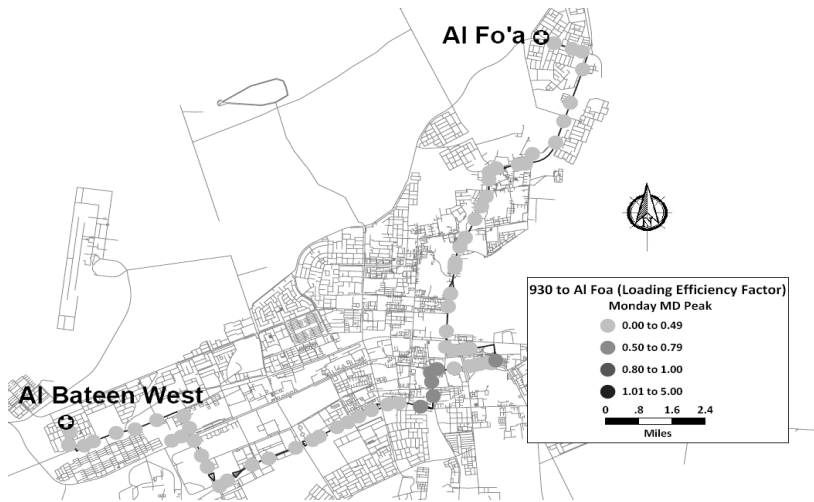 Al Fo'a
N
930 to Al Foa (Loading Efficiency Factor)
Monday MD Peak
0.00 to 0.49
0.50 to 0.79
0.80 to 1.00
1.01 to 5.00
0 .8 1.6 2.4
Miles
Al Bateen West